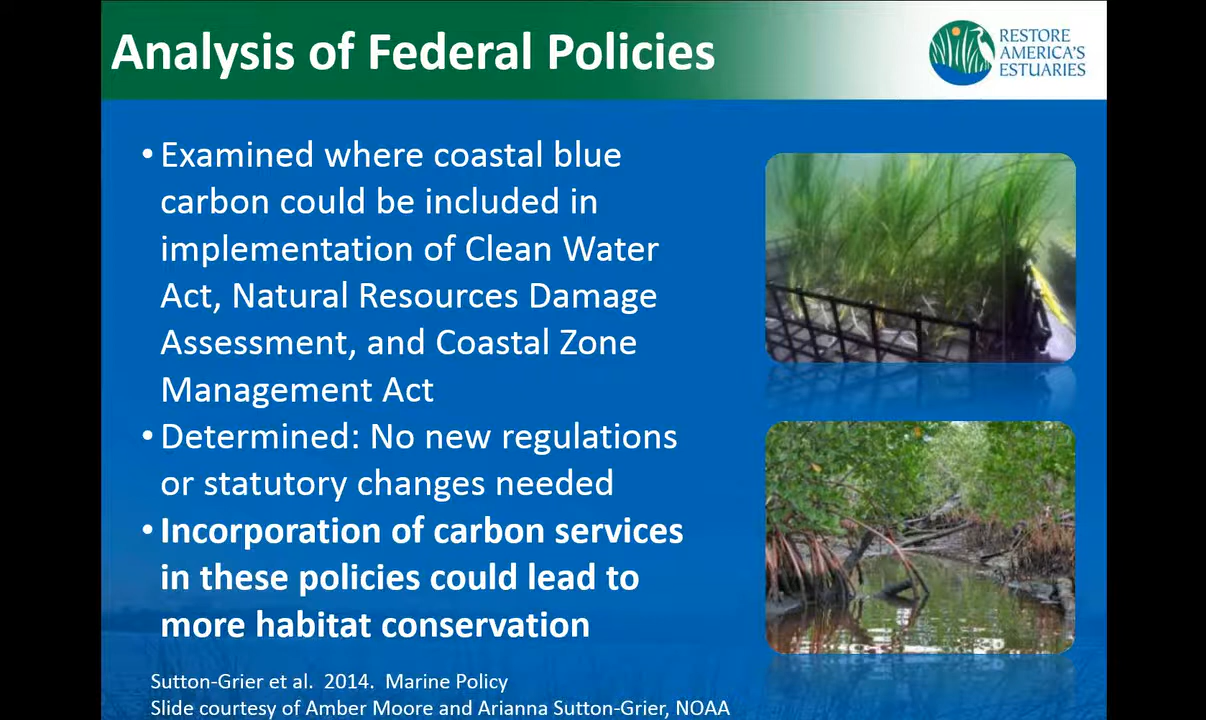 Analysis of Federal Policies
RESTORE
AMERICA'S
ESTUARIES
• Examined where coastal blue
carbon could be included in
implementation of Clean Water
Act, Natural Resources Damage
Assessment, and Coastal Zone
Management Act
• Determined: No new regulations
or statutory changes needed
• Incorporation of carbon services
in these policies could lead to
more habitat conservation
Sutton-Grier et al. 2014. Marine Policy
Slide courtesy of Amber Moore and Arianna Sutton-Grier, NOAA